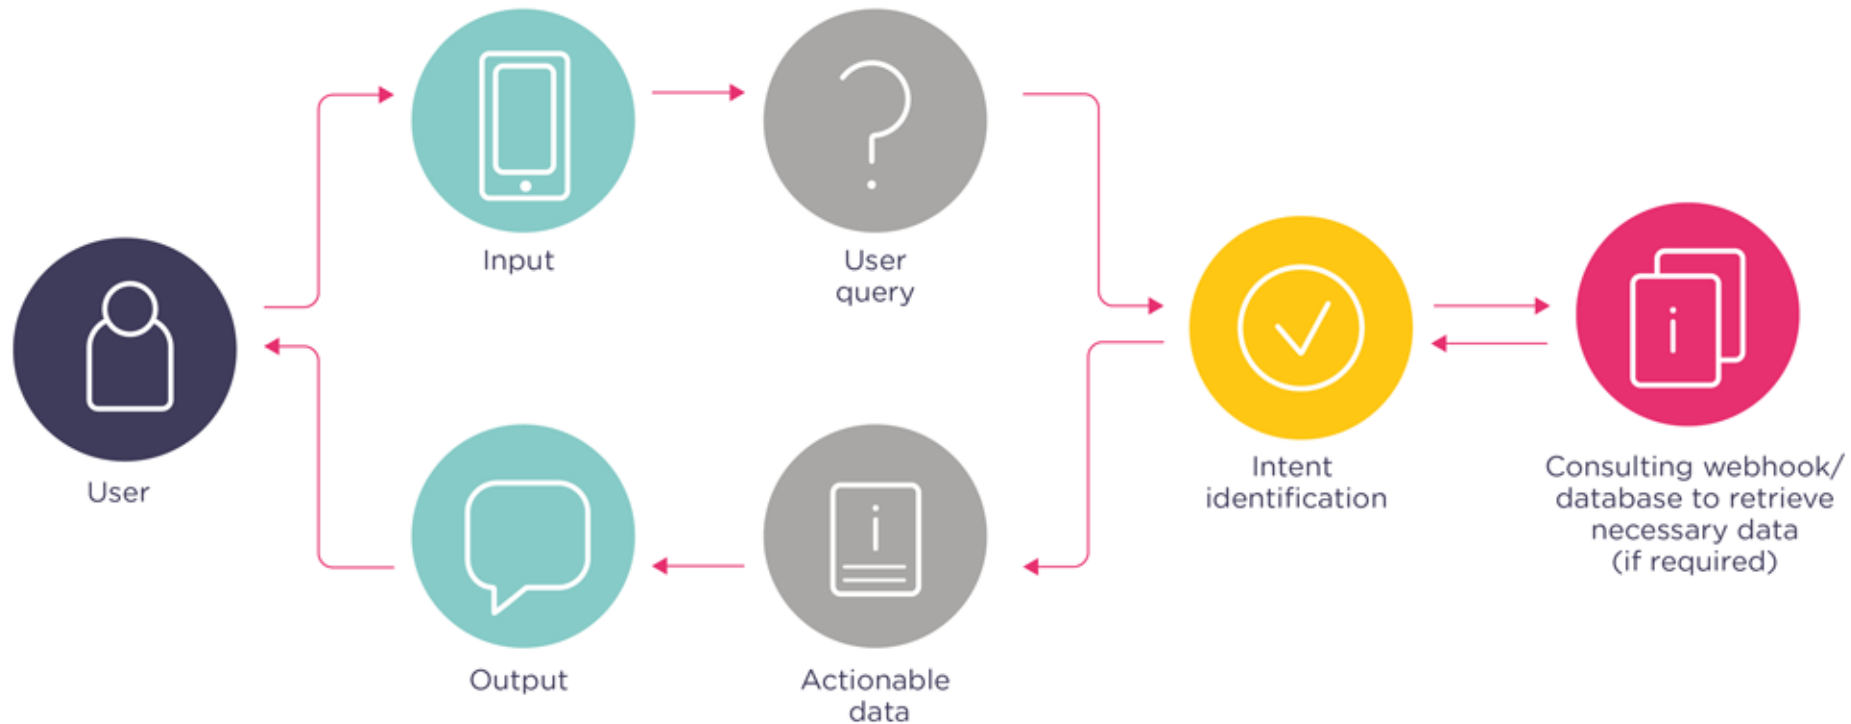 Input
User
query
User
Intent
identification
Consulting webhook/
database to retrieve
necessary data
(if required)
Output
Actionable
data